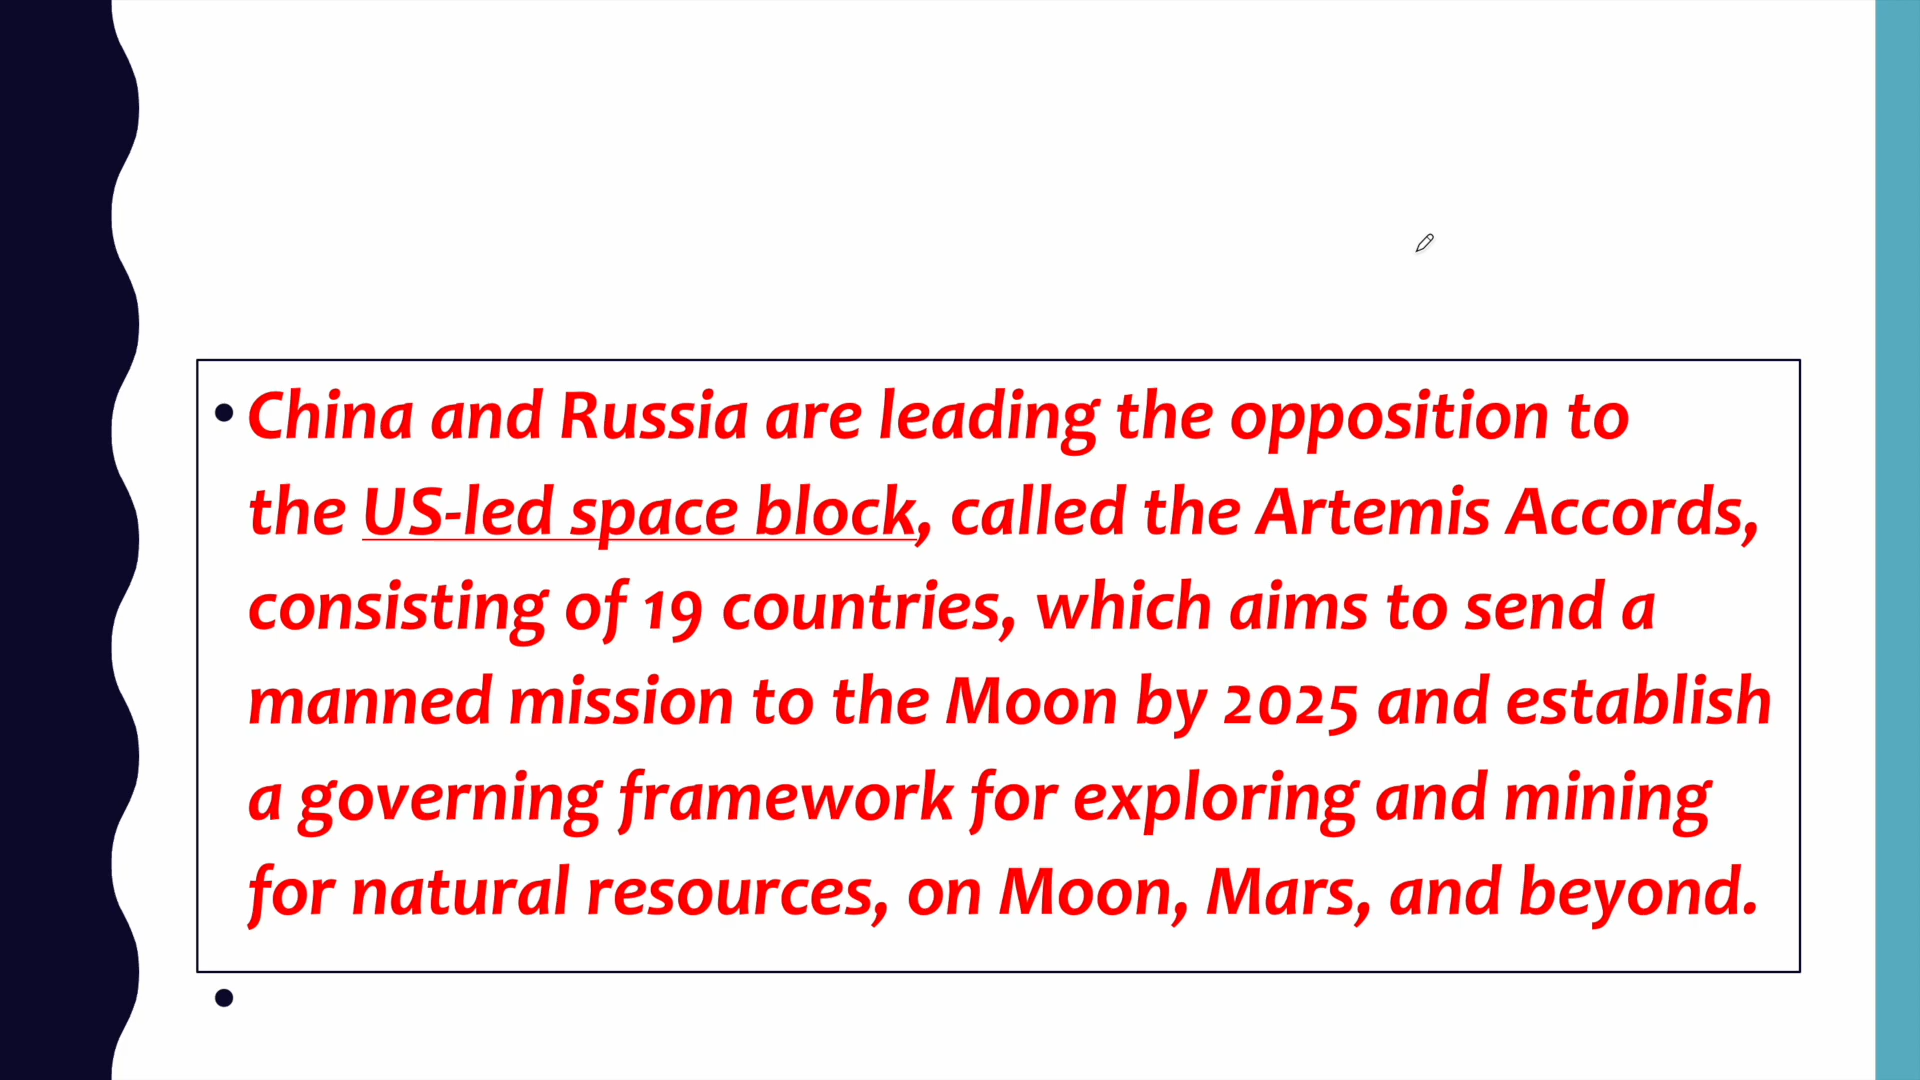 • China and Russia are leading the opposition to
the US-led space block, called the Artemis Accords,
consisting of 19 countries, which aims to send a
manned mission to the Moon by 2025 and establish
a governing framework for exploring and mining
for natural resources, on Moon, Mars, and beyond.
•